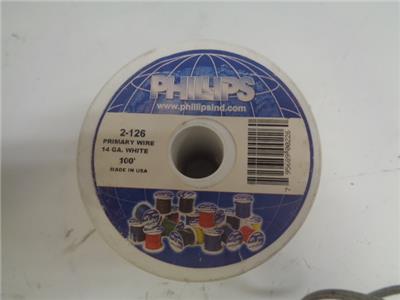 PHILLIPS
www.phillipsind.com
2-126
PRIMARY WIRE
14 GA. WHITE
100'
MADE IN USA